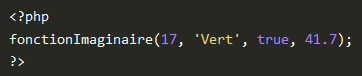 <?php
fonctionImaginaire(17, 'Vert', true, 41.7);
?>